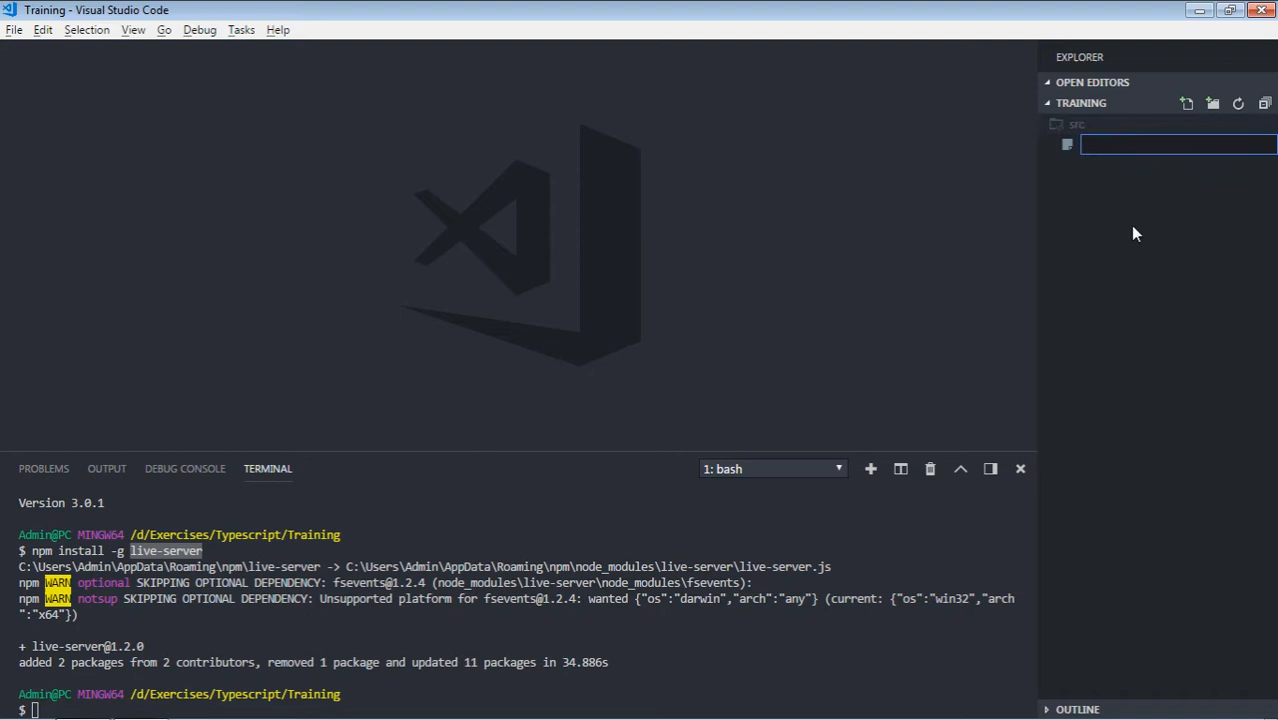 Training - Visual Studio Code
File Edit Selection View Go Debug Tasks Help
EXPLORER
OPEN EDITORS
TRAINING
src
PROBLEMS OUTPUT DEBUG CONSOLE TERMINAL 1: bash
Version 3.0.1
Admin@PC MINGW64 /d/Exercises/Typescript/Training
$ npm install -g live-server
C:\Users\Admin\AppData\Roaming\npm\live-server -> C:\Users\Admin\AppData\Roaming\npm\node_modules\live-server\live-server.js
npm WARN optional SKIPPING OPTIONAL DEPENDENCY: fsevents@1.2.4 (node_modules\live-server\node_modules\fsevents):
npm WARN notsup SKIPPING OPTIONAL DEPENDENCY: Unsupported platform for fsevents@1.2.4: wanted {"os":"darwin","arch":"any"} (current: {"os":"win32","arch
":"x64"})
+ live-server@1.2.0
added 2 packages from 2 contributors, removed 1 package and updated 11 packages in 34.886s
Admin@PC MINGW64 /d/Exercises/Typescript/Training
$
OUTLINE